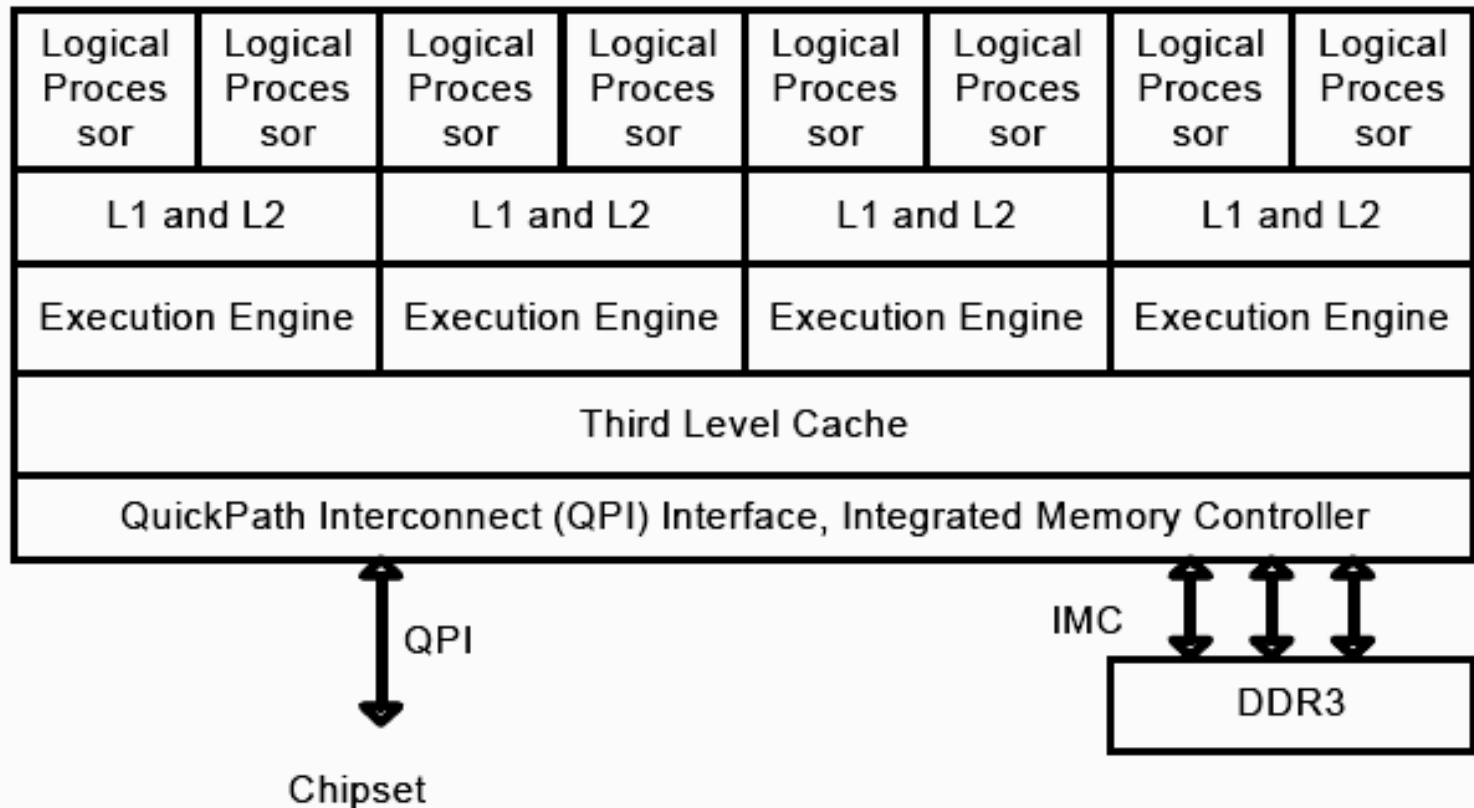 Logical Logical Logical Logical Logical Logical Logical Logical
Proces Proces Proces Proces Proces Proces Proces Proces
sor sor sor sor sor sor sor sor
L1 and L2 L1 and L2 L1 and L2 L1 and L2
Execution Engine Execution Engine Execution Engine Execution Engine
Third Level Cache
QuickPath Interconnect (QPI) Interface, Integrated Memory Controller
IMC
QPI
DDR3
Chipset